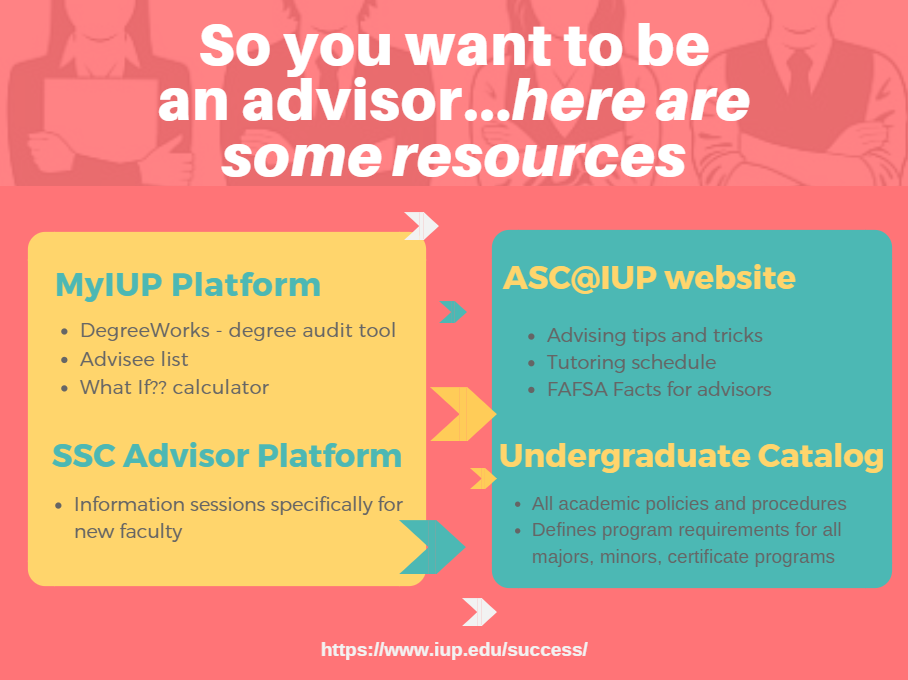 So you want to be
an advisor...here are
some resources
MyIUP Platform
• DegreeWorks - degree audit tool
• Advisee list
• What If?? calculator
SSC Advisor Platform
• Information sessions specifically for
new faculty
ASC@IUP website
• Advising tips and tricks
• Tutoring schedule
• FAFSA Facts for advisors
Undergraduate Catalog
• All academic policies and procedures
• Defines program requirements for all
majors, minors, certificate programs
https://www.iup.edu/success/